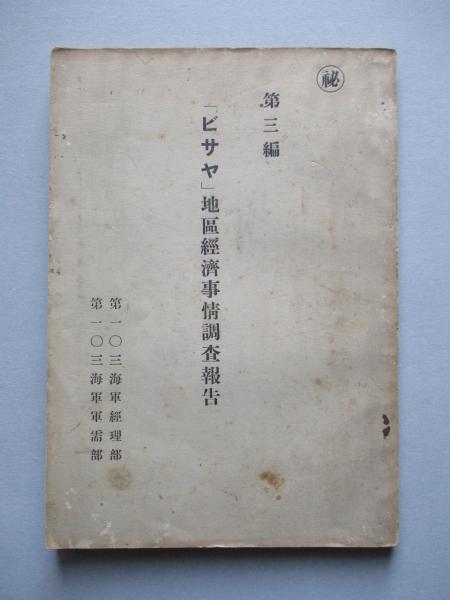 ㊙
第三編
「ビサヤ」地區經濟事情調查報告
第一〇三海軍經理部
第一〇三海軍軍需部